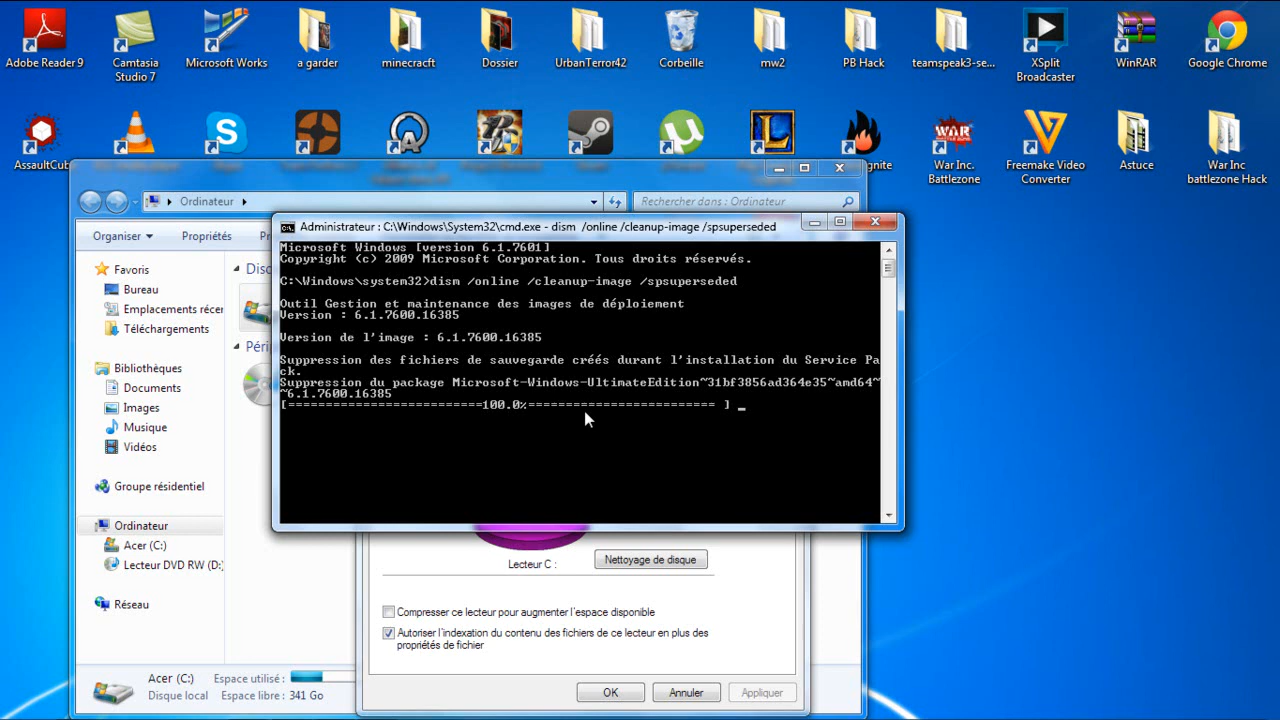 Adobe Reader 9
Camtasia
Studio 7
Microsoft Works
a garder
minecracft
Dossier
UrbanTerror42
Corbeille
mw2
PB Hack
teamspeak3-se...
XSplit
Broadcaster
WinRAR
Google Chrome
AssaultCub
War Inc.
Battlezone
Freemake Video
Converter
Astuce
War Inc
battlezone Hack
Ordinateur
Rechercher dans : Ordinateur
Organiser
Propriétés
Favoris
Bureau
Emplacements récer
Téléchargements
Bibliothèques
Documents
Images
Musique
Vidéos
Groupe résidentiel
Ordinateur
Acer (C:)
Lecteur DVD RW (D:)
Réseau
Disc
Péri
Administrateur : C:\Windows\System32\cmd.exe - dism /online /cleanup-image /spsuperseded
Microsoft Windows [version 6.1.7601]
Copyright (c) 2009 Microsoft Corporation. Tous droits réservés.
C:\Windows\system32>dism /online /cleanup-image /spsuperseded
Outil Gestion et maintenance des images de déploiement
Version : 6.1.7600.16385
Version de l'image : 6.1.7600.16385
Suppression des fichiers de sauvegarde créés durant l'installation du Service Pa
ck.
Suppression du package Microsoft-Windows-UltimateEdition~31bf3856ad364e35~amd64~
~6.1.7600.16385
[==========================100.0%========================= ] _
Lecteur C :
Nettoyage de disque
Compresser ce lecteur pour augmenter l'espace disponible
Autoriser l'indexation du contenu des fichiers de ce lecteur en plus des
propriétés de fichier
OK
Annuler
Appliquer
Acer (C:)
Espace utilisé :
Disque local
Espace libre : 341 Go